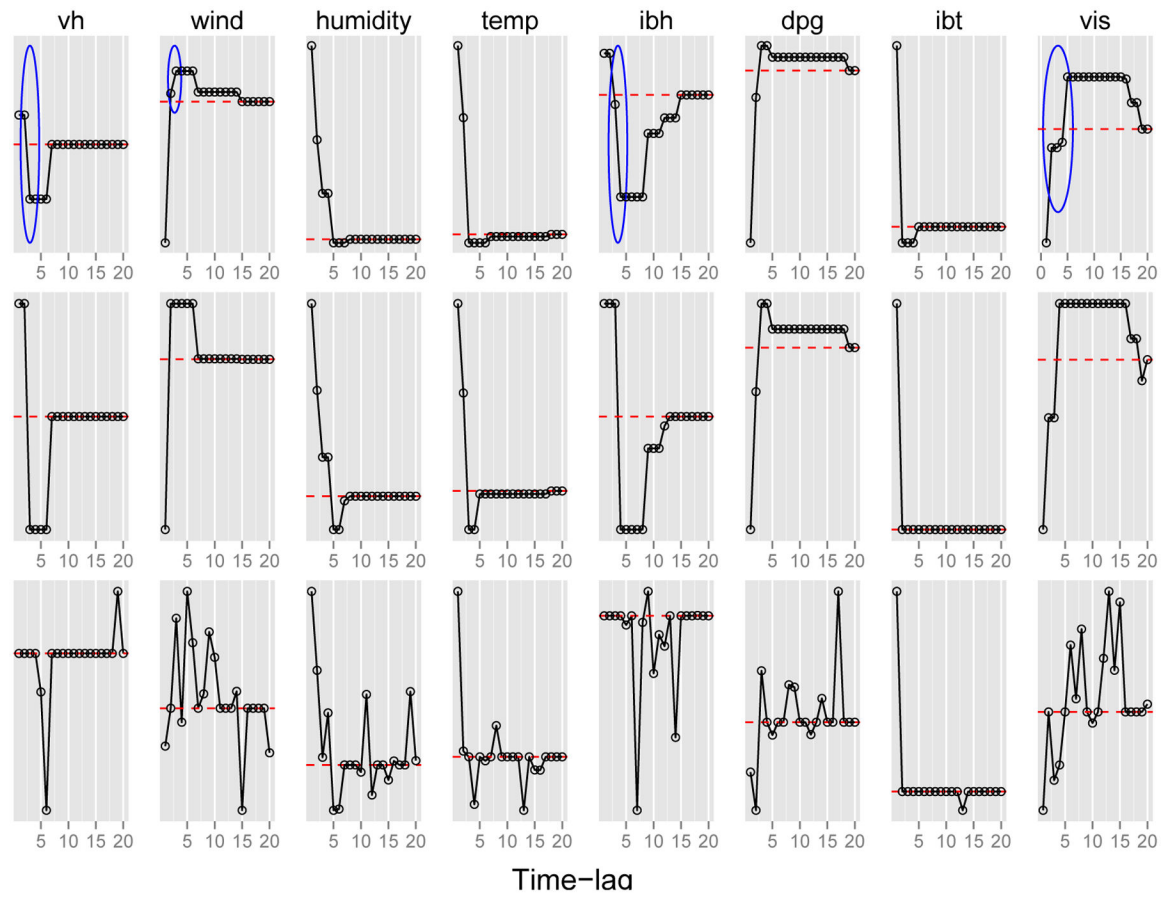 vh wind humidity temp ibh dpg ibt vis
5 10 15 20 5 10 15 20 5 10 15 20 5 10 15 20 5 10 15 20 5 10 15 20 5 10 15 20 0 5 10 15 20
5 10 15 20 5 10 15 20 5 10 15 20 5 10 15 20 5 10 15 20 5 10 15 20 5 10 15 20 5 10 15 20
5 10 15 20 5 10 15 20 5 10 15 20 5 10 15 20 5 10 15 20 5 10 15 20 5 10 15 20 5 10 15 20
Time−lag